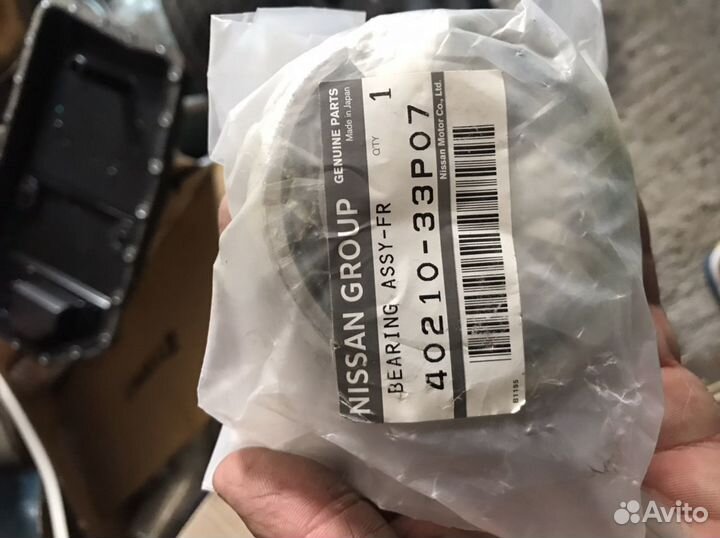 NISSAN GROUP
GENUINE PARTS
Made in Japan
BEARING ASSY-FR
QTY 1
40210-33P07
Nissan Motor Co., Ltd.
B1195
Avito